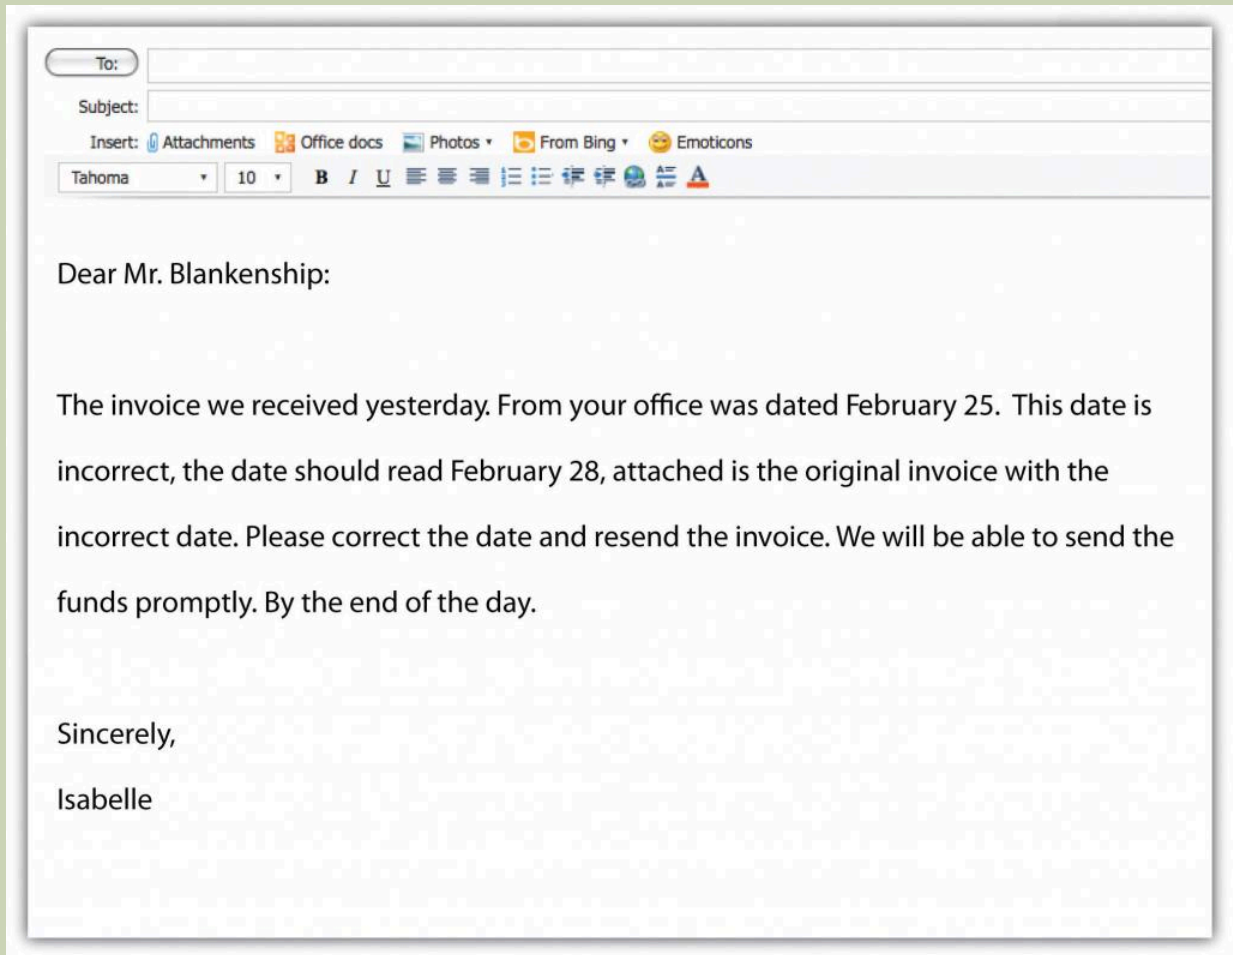 To:
Subject:
Insert: Attachments Office docs Photos From Bing Emoticons
Tahoma 10 B I U A
Dear Mr. Blankenship:
The invoice we received yesterday. From your office was dated February 25. This date is
incorrect, the date should read February 28, attached is the original invoice with the
incorrect date. Please correct the date and resend the invoice. We will be able to send the
funds promptly. By the end of the day.
Sincerely,
Isabelle